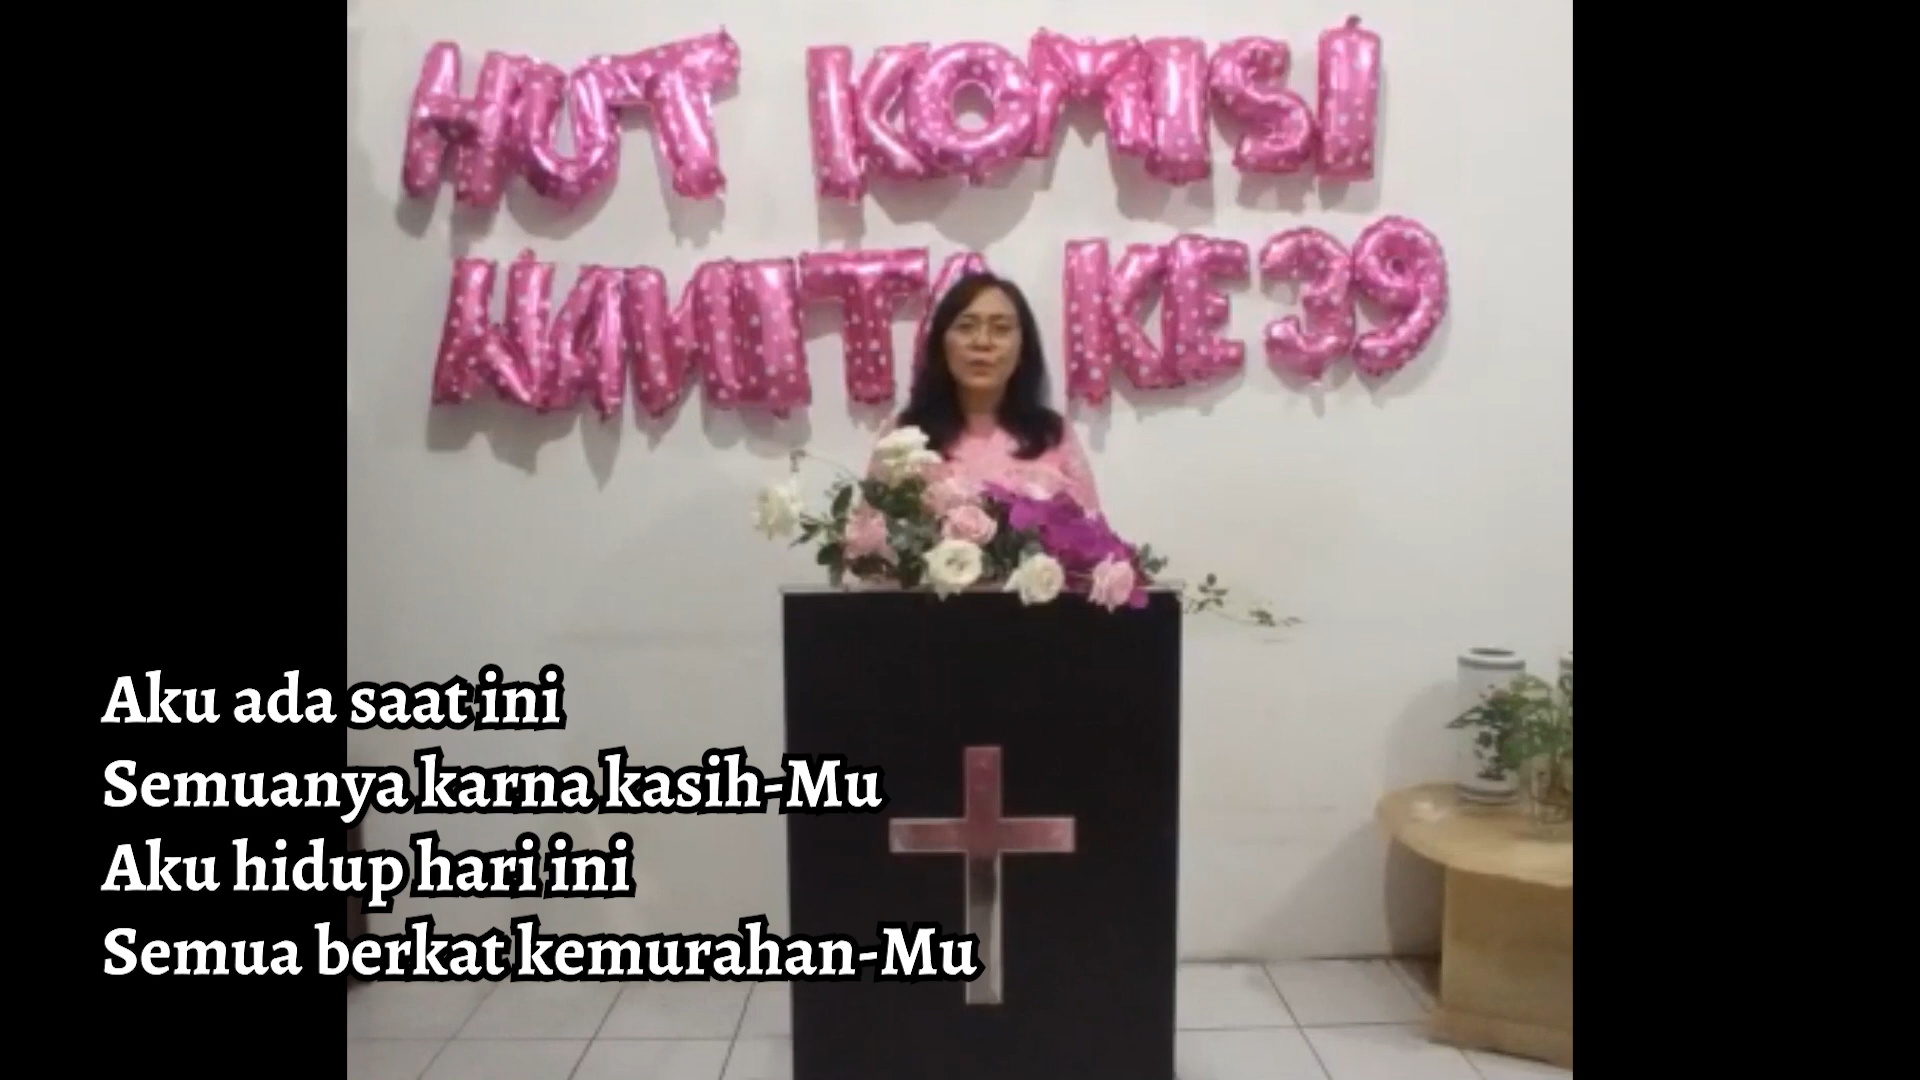 HUT KOMISI
WANITA KE 39
Aku ada saat ini
Semuanya karna kasih-Mu
Aku hidup hari ini
Semua berkat kemurahan-Mu